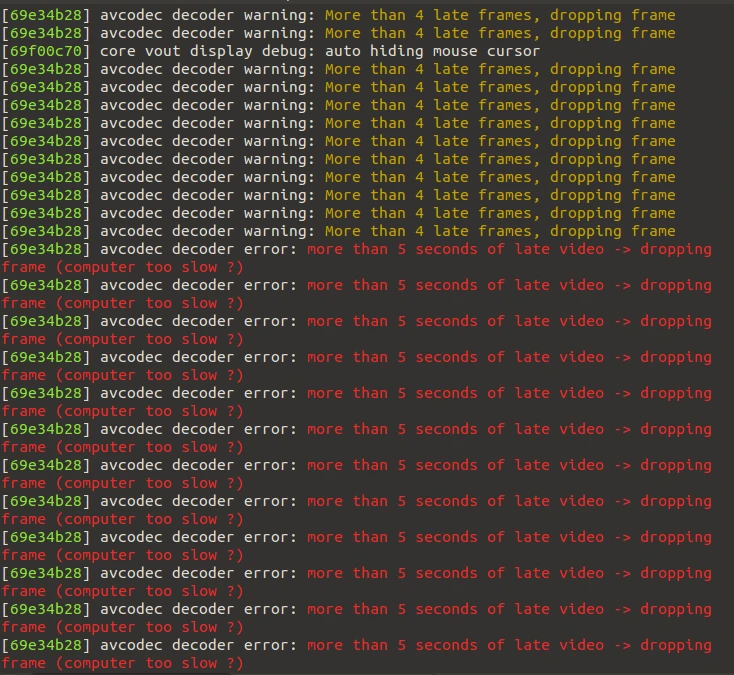 [69e34b28] avcodec decoder warning: More than 4 late frames, dropping frame
[69e34b28] avcodec decoder warning: More than 4 late frames, dropping frame
[69f00c70] core vout display debug: auto hiding mouse cursor
[69e34b28] avcodec decoder warning: More than 4 late frames, dropping frame
[69e34b28] avcodec decoder warning: More than 4 late frames, dropping frame
[69e34b28] avcodec decoder warning: More than 4 late frames, dropping frame
[69e34b28] avcodec decoder warning: More than 4 late frames, dropping frame
[69e34b28] avcodec decoder warning: More than 4 late frames, dropping frame
[69e34b28] avcodec decoder warning: More than 4 late frames, dropping frame
[69e34b28] avcodec decoder warning: More than 4 late frames, dropping frame
[69e34b28] avcodec decoder warning: More than 4 late frames, dropping frame
[69e34b28] avcodec decoder warning: More than 4 late frames, dropping frame
[69e34b28] avcodec decoder warning: More than 4 late frames, dropping frame
[69e34b28] avcodec decoder error: more than 5 seconds of late video -> dropping
frame (computer too slow ?)
[69e34b28] avcodec decoder error: more than 5 seconds of late video -> dropping
frame (computer too slow ?)
[69e34b28] avcodec decoder error: more than 5 seconds of late video -> dropping
frame (computer too slow ?)
[69e34b28] avcodec decoder error: more than 5 seconds of late video -> dropping
frame (computer too slow ?)
[69e34b28] avcodec decoder error: more than 5 seconds of late video -> dropping
frame (computer too slow ?)
[69e34b28] avcodec decoder error: more than 5 seconds of late video -> dropping
frame (computer too slow ?)
[69e34b28] avcodec decoder error: more than 5 seconds of late video -> dropping
frame (computer too slow ?)
[69e34b28] avcodec decoder error: more than 5 seconds of late video -> dropping
frame (computer too slow ?)
[69e34b28] avcodec decoder error: more than 5 seconds of late video -> dropping
frame (computer too slow ?)
[69e34b28] avcodec decoder error: more than 5 seconds of late video -> dropping
frame (computer too slow ?)
[69e34b28] avcodec decoder error: more than 5 seconds of late video -> dropping
frame (computer too slow ?)
[69e34b28] avcodec decoder error: more than 5 seconds of late video -> dropping
frame (computer too slow ?)